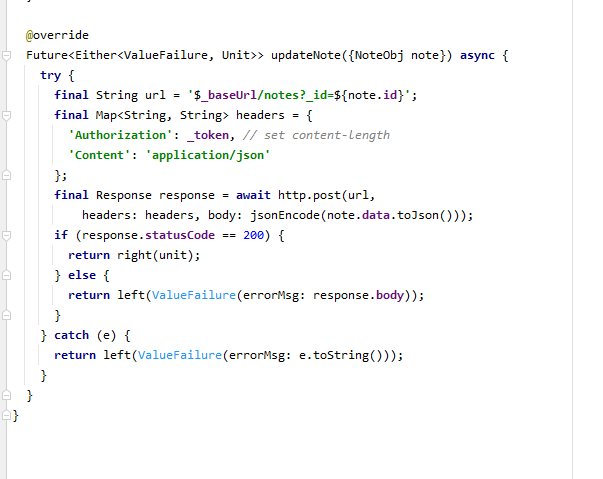 @override
Future<Either<ValueFailure, Unit>> updateNote({NoteObj note}) async {
try {
final String url = '$_baseUrl/notes?_id=${note.id}';
final Map<String, String> headers = {
'Authorization': _token, // set content-length
'Content': 'application/json'
};
final Response response = await http.post(url,
headers: headers, body: jsonEncode(note.data.toJson()));
if (response.statusCode == 200) {
return right(unit);
} else {
return left(ValueFailure(errorMsg: response.body));
}
} catch (e) {
return left(ValueFailure(errorMsg: e.toString()));
}
}
}